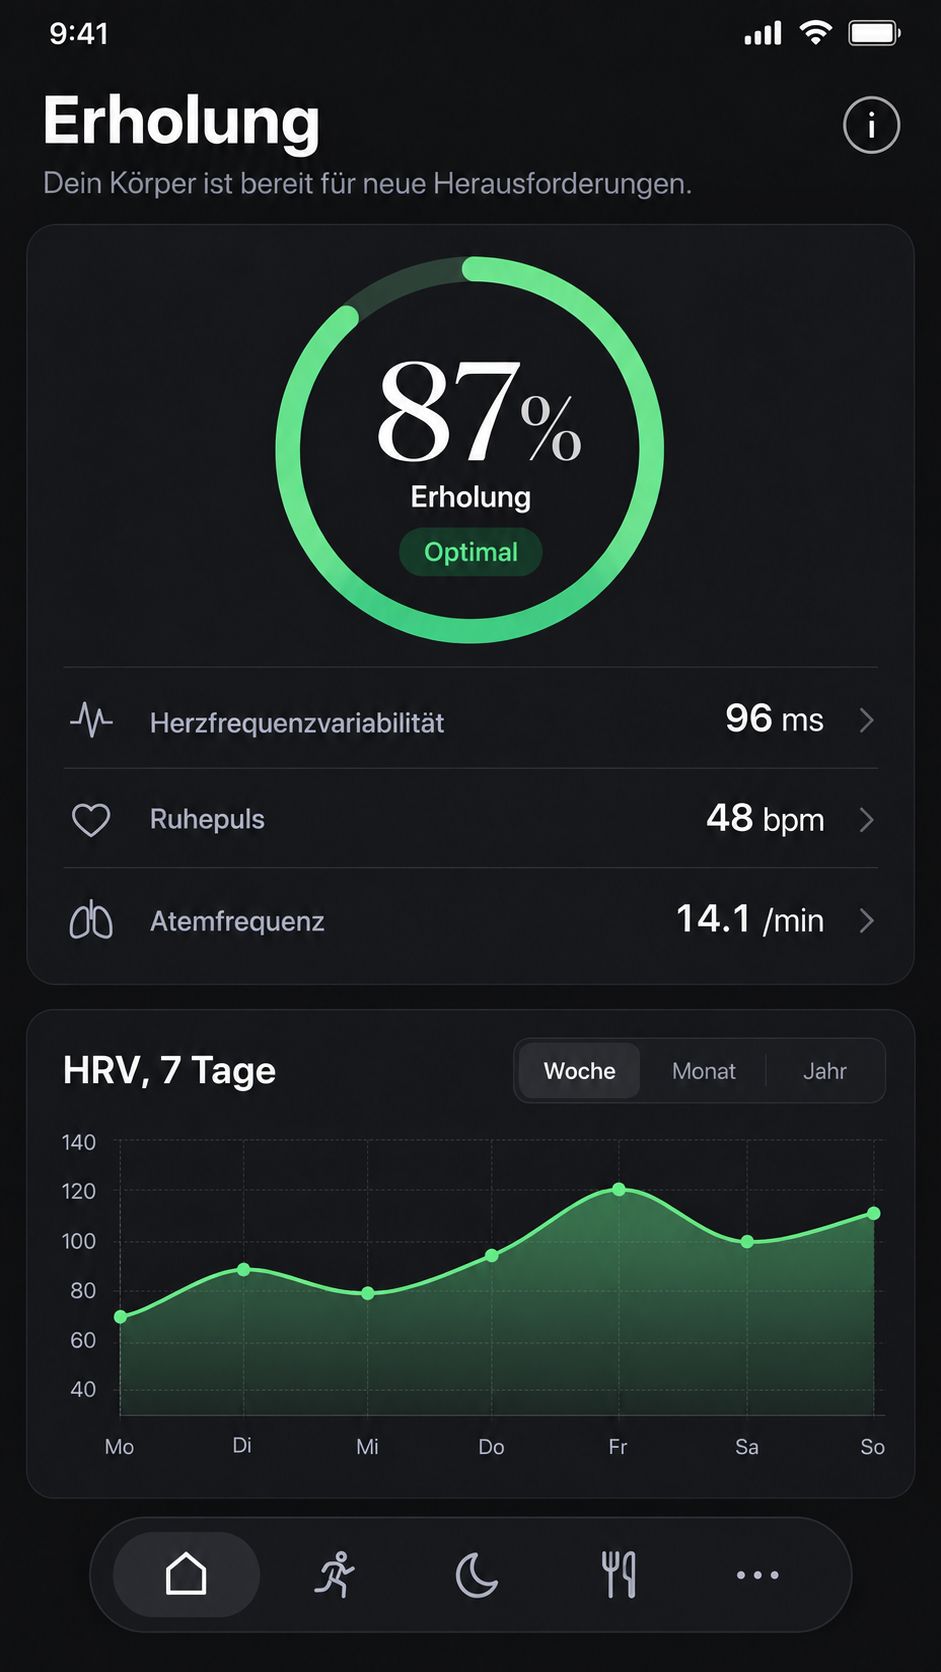 9:41
Erholung
Dein Körper ist bereit für neue Herausforderungen.
87%
Erholung
Optimal
Herzfrequenzvariabilität 96 ms
Ruhepuls 48 bpm
Atemfrequenz 14.1 /min
HRV, 7 Tage Woche Monat Jahr
140
120
100
80
60
40
Mo Di Mi Do Fr Sa So